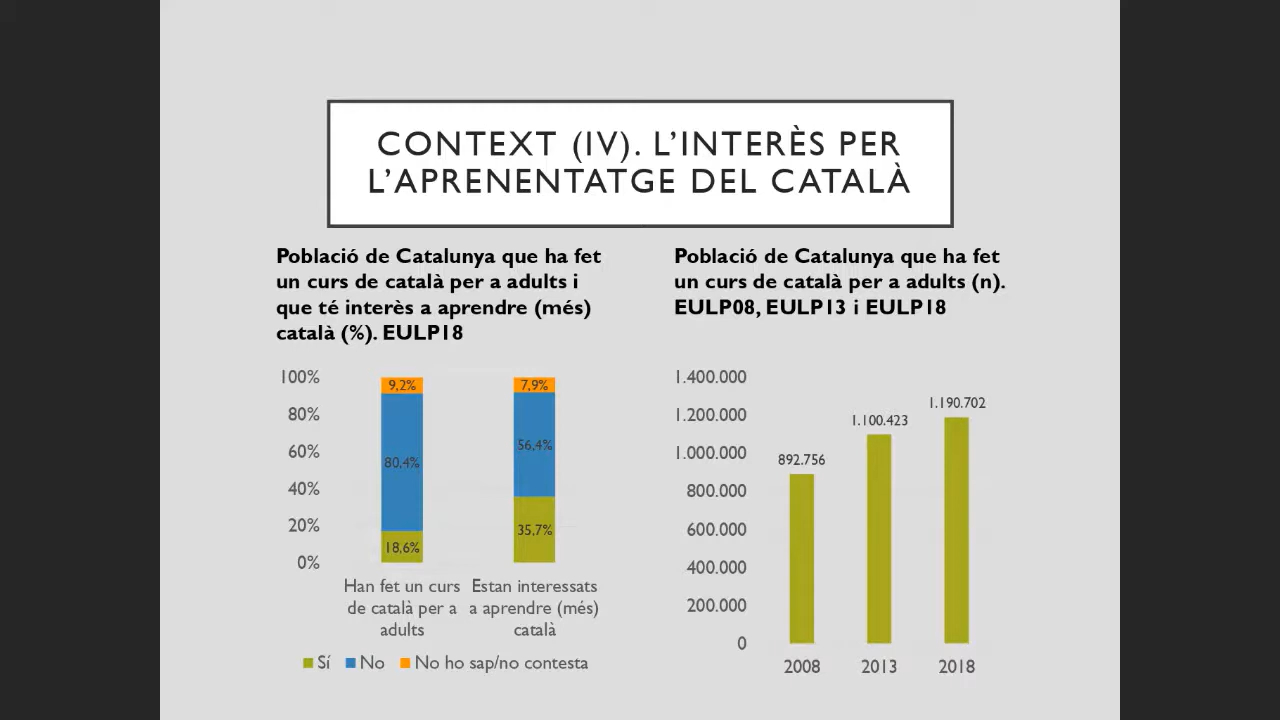 CONTEXT (IV). L'INTERÈS PER
L'APRENENTATGE DEL CATALÀ
Població de Catalunya que ha fet
un curs de català per a adults i
que té interès a aprendre (més)
català (%). EULP18
100%
80%
60%
40%
20%
0%
9,2%
80,4%
18,6%
7,9%
56,4%
35,7%
Han fet un curs
de català per a
adults
Estan interessats
a aprendre (més)
català
Sí
No
No ho sap/no contesta
Població de Catalunya que ha fet
un curs de català per a adults (n).
EULP08, EULP13 i EULP18
1.400.000
1.200.000
1.000.000
800.000
600.000
400.000
200.000
0
892.756
1.100.423
1.190.702
2008
2013
2018